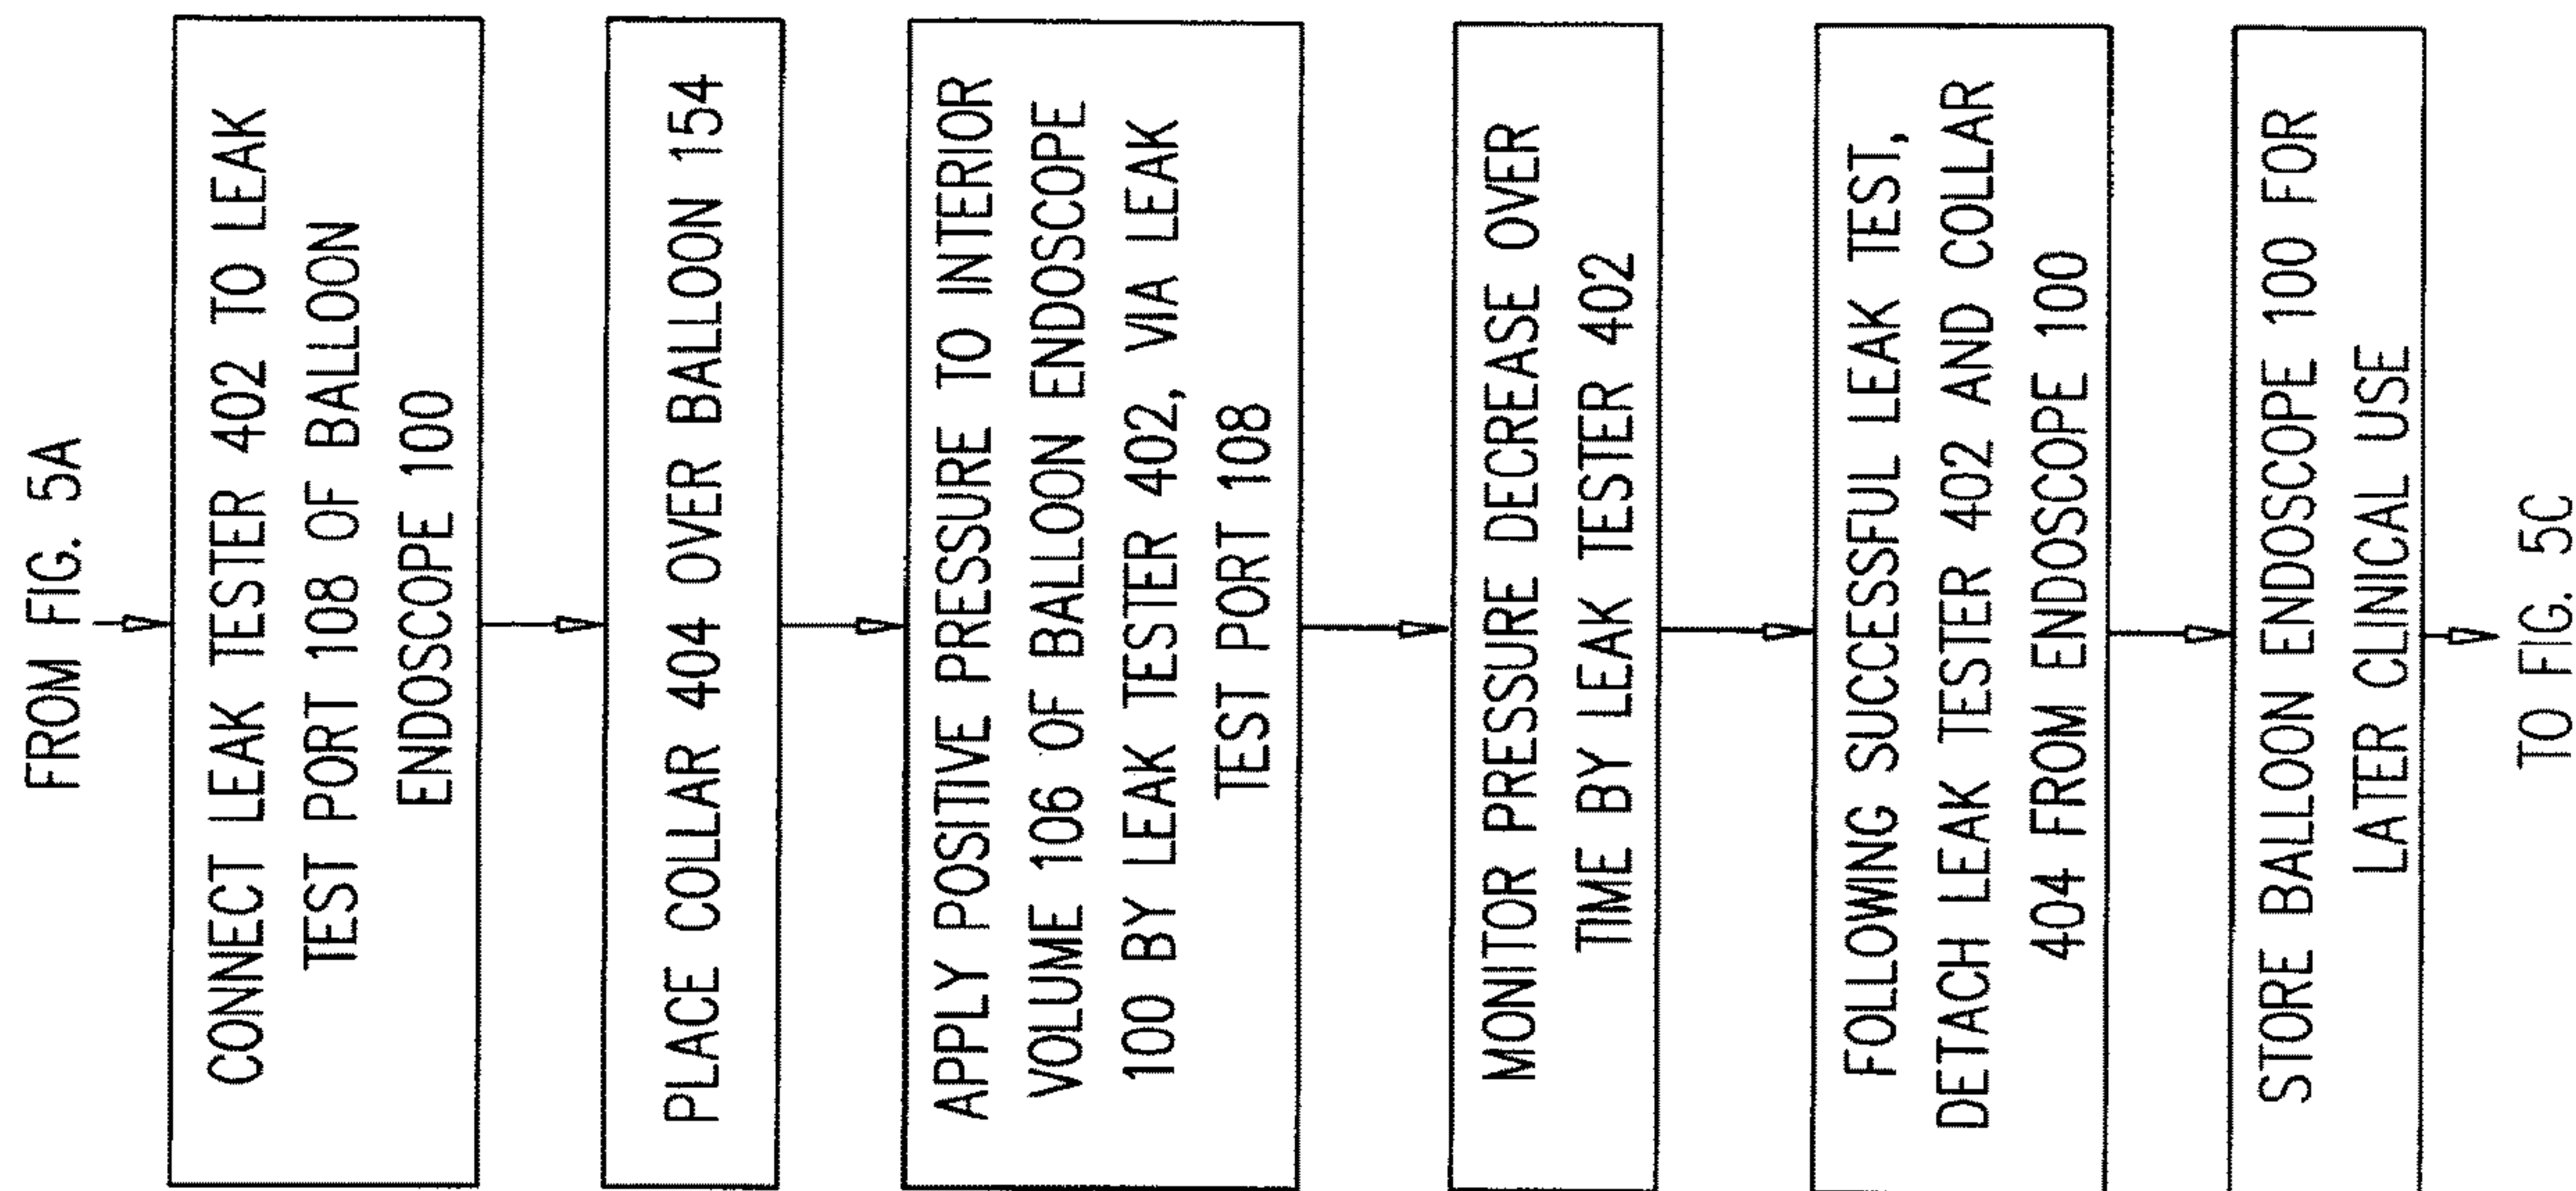 FROM FIG. 5A
CONNECT LEAK TESTER 402 TO LEAK
TEST PORT 108 OF BALLOON
ENDOSCOPE 100
PLACE COLLAR 404 OVER BALLOON 154
APPLY POSITIVE PRESSURE TO INTERIOR
VOLUME 106 OF BALLOON ENDOSCOPE
100 BY LEAK TESTER 402, VIA LEAK
TEST PORT 108
MONITOR PRESSURE DECREASE OVER
TIME BY LEAK TESTER 402
FOLLOWING SUCCESSFUL LEAK TEST,
DETACH LEAK TESTER 402 AND COLLAR
404 FROM ENDOSCOPE 100
STORE BALLOON ENDOSCOPE 100 FOR
LATER CLINICAL USE
TO FIG. 5C